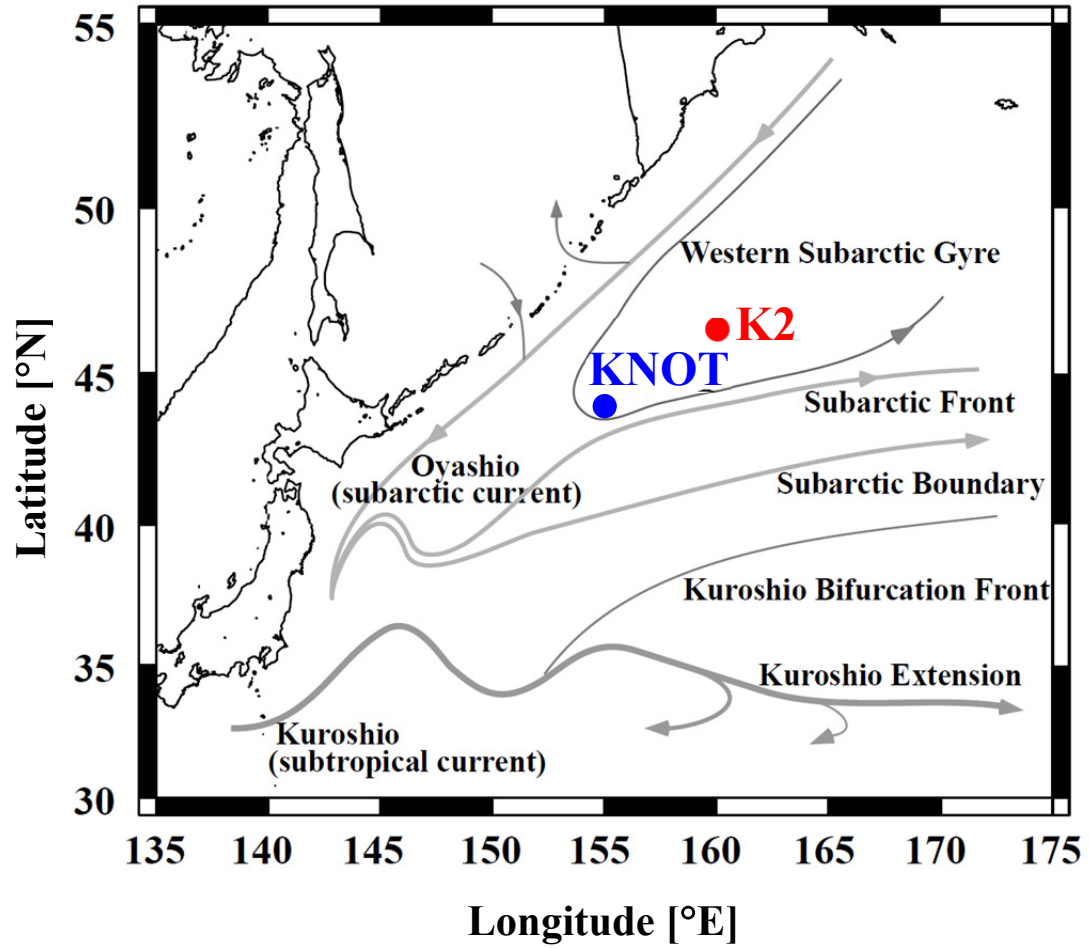 55
50
45
40
35
30
Latitude [°N]
Western Subarctic Gyre
K2
KNOT
Subarctic Front
Oyashio
(subarctic current)
Subarctic Boundary
Kuroshio Bifurcation Front
Kuroshio Extension
Kuroshio
(subtropical current)
135 140 145 150 155 160 165 170 175
Longitude [°E]